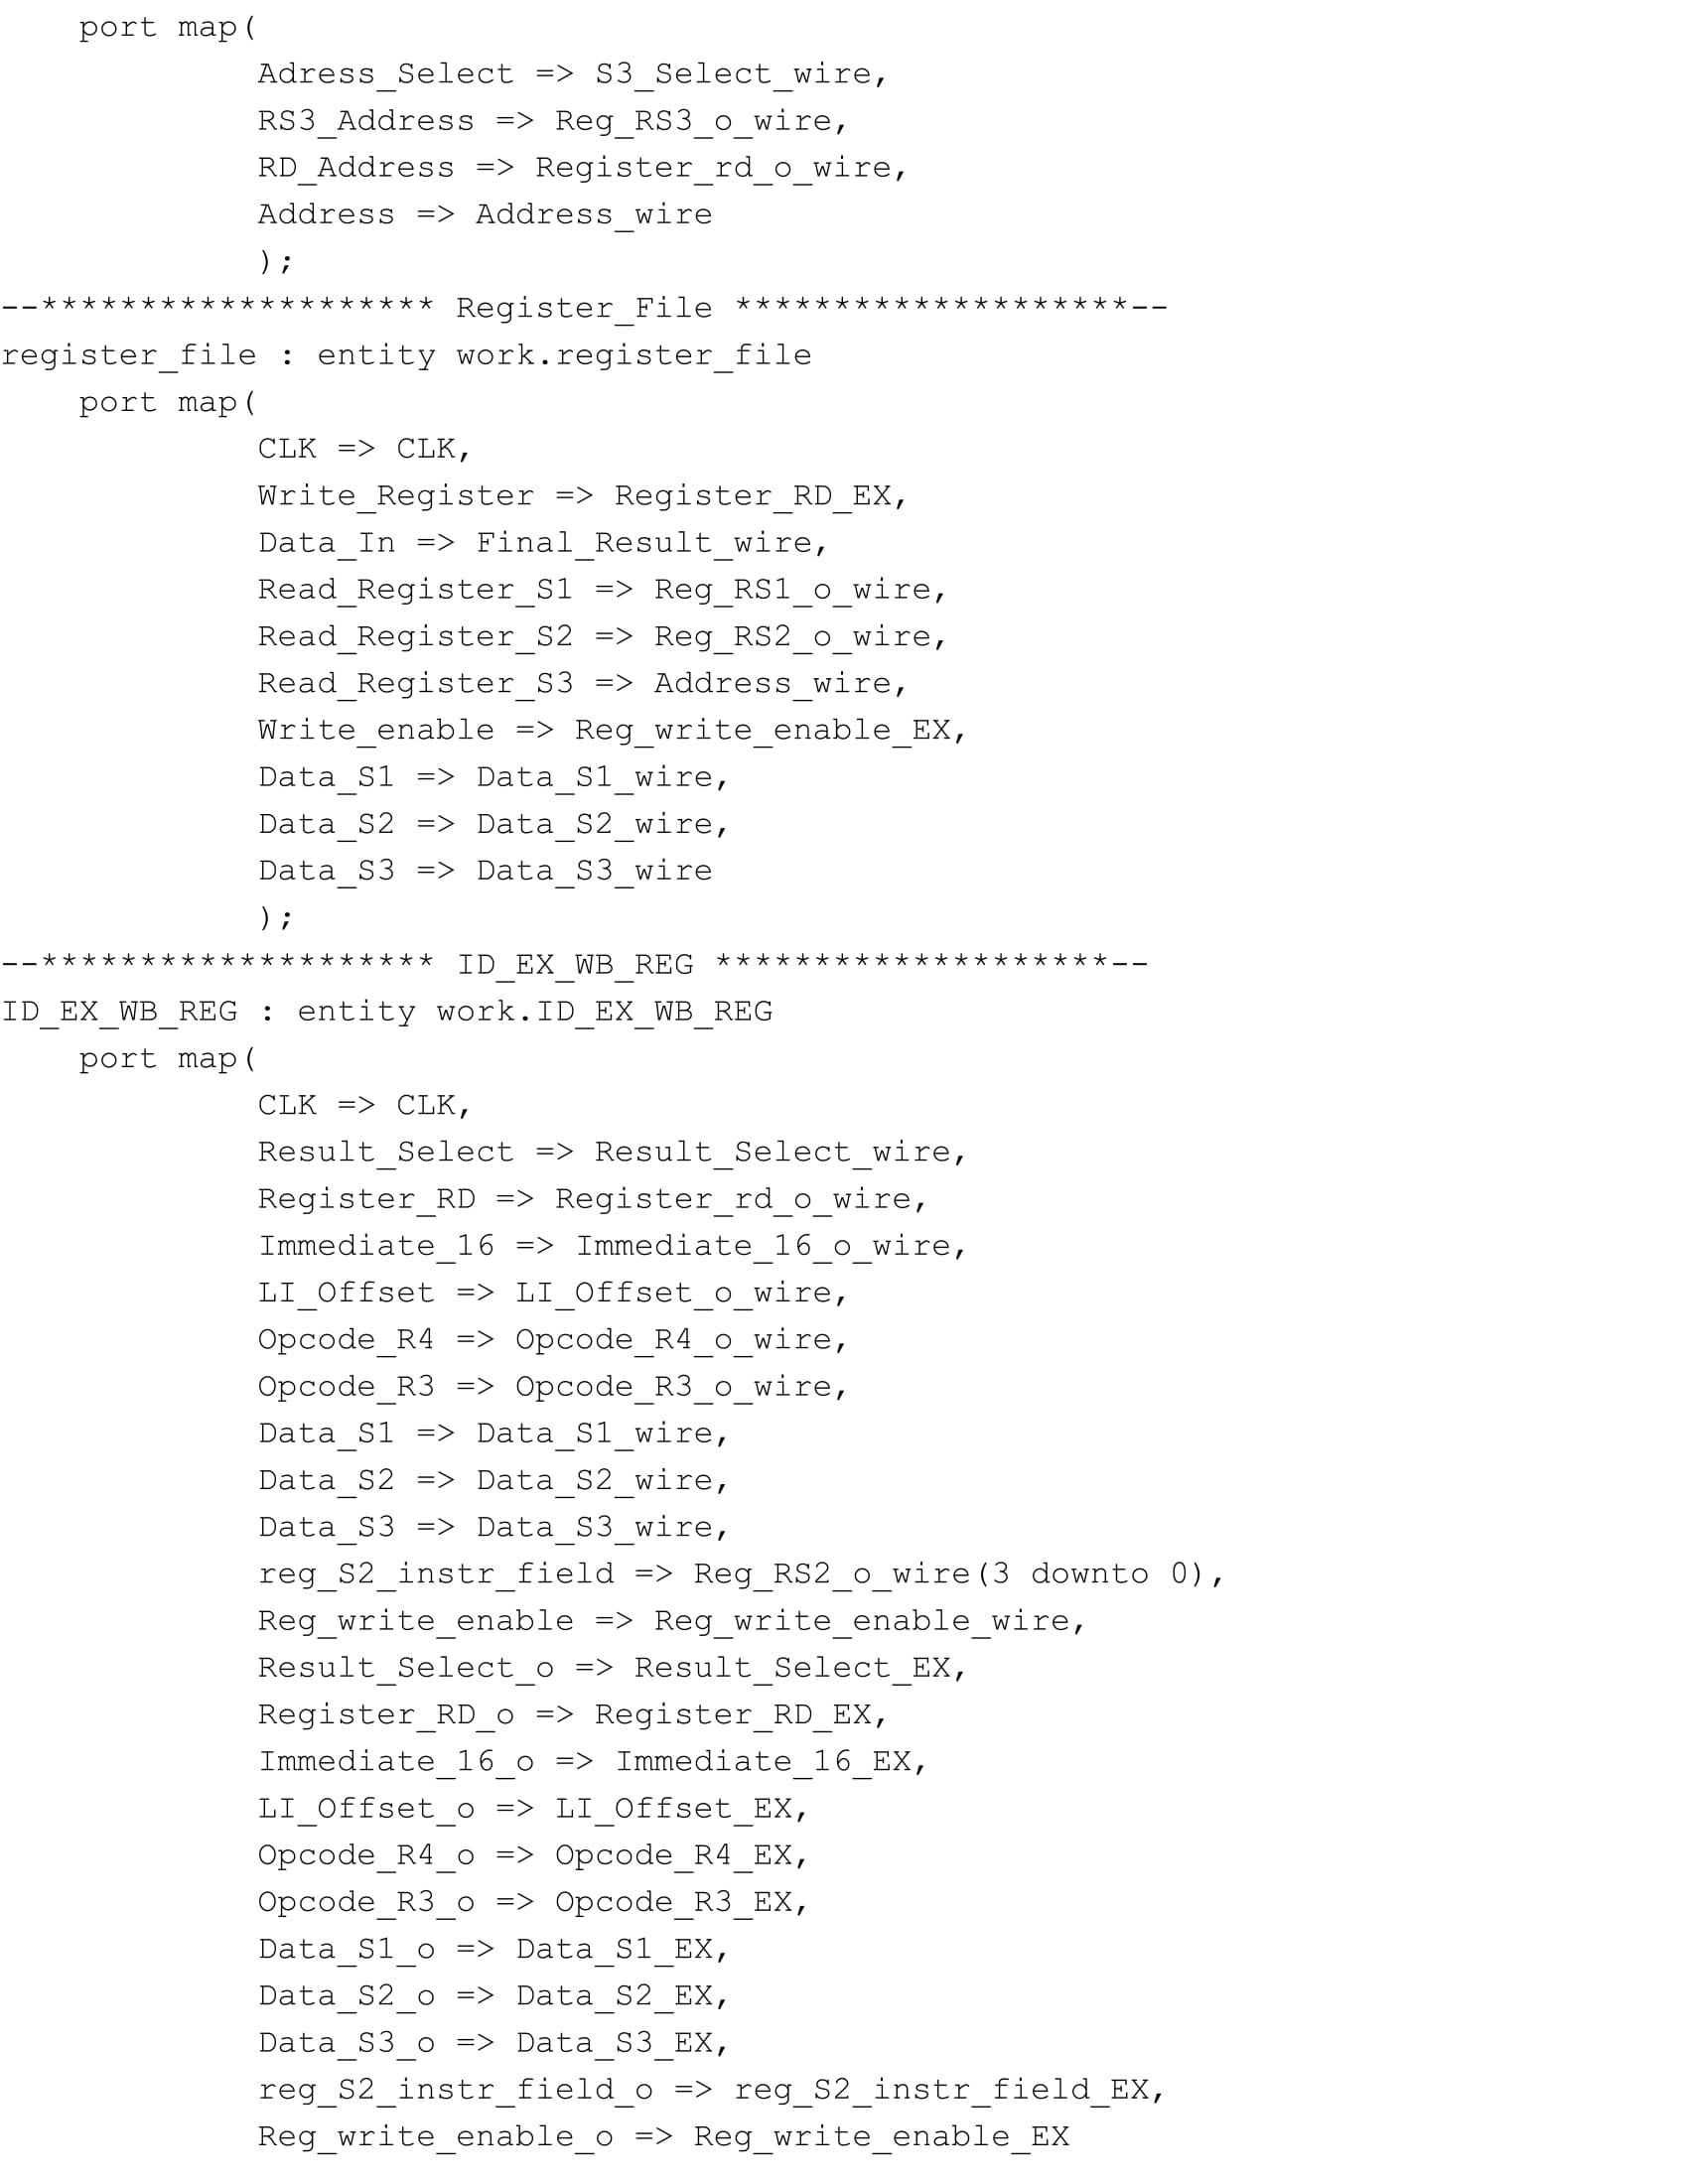 port map(
Adress_Select => S3_Select_wire,
RS3_Address => Reg_RS3_o_wire,
RD_Address => Register_rd_o_wire,
Address => Address_wire
);
--******************** Register_File ********************--
register_file : entity work.register_file
port map(
CLK => CLK,
Write_Register => Register_RD_EX,
Data_In => Final_Result_wire,
Read_Register_S1 => Reg_RS1_o_wire,
Read_Register_S2 => Reg_RS2_o_wire,
Read_Register_S3 => Address_wire,
Write_enable => Reg_write_enable_EX,
Data_S1 => Data_S1_wire,
Data_S2 => Data_S2_wire,
Data_S3 => Data_S3_wire
);
--******************** ID_EX_WB_REG ********************--
ID_EX_WB_REG : entity work.ID_EX_WB_REG
port map(
CLK => CLK,
Result_Select => Result_Select_wire,
Register_RD => Register_rd_o_wire,
Immediate_16 => Immediate_16_o_wire,
LI_Offset => LI_Offset_o_wire,
Opcode_R4 => Opcode_R4_o_wire,
Opcode_R3 => Opcode_R3_o_wire,
Data_S1 => Data_S1_wire,
Data_S2 => Data_S2_wire,
Data_S3 => Data_S3_wire,
reg_S2_instr_field => Reg_RS2_o_wire(3 downto 0),
Reg_write_enable => Reg_write_enable_wire,
Result_Select_o => Result_Select_EX,
Register_RD_o => Register_RD_EX,
Immediate_16_o => Immediate_16_EX,
LI_Offset_o => LI_Offset_EX,
Opcode_R4_o => Opcode_R4_EX,
Opcode_R3_o => Opcode_R3_EX,
Data_S1_o => Data_S1_EX,
Data_S2_o => Data_S2_EX,
Data_S3_o => Data_S3_EX,
reg_S2_instr_field_o => reg_S2_instr_field_EX,
Reg_write_enable_o => Reg_write_enable_EX